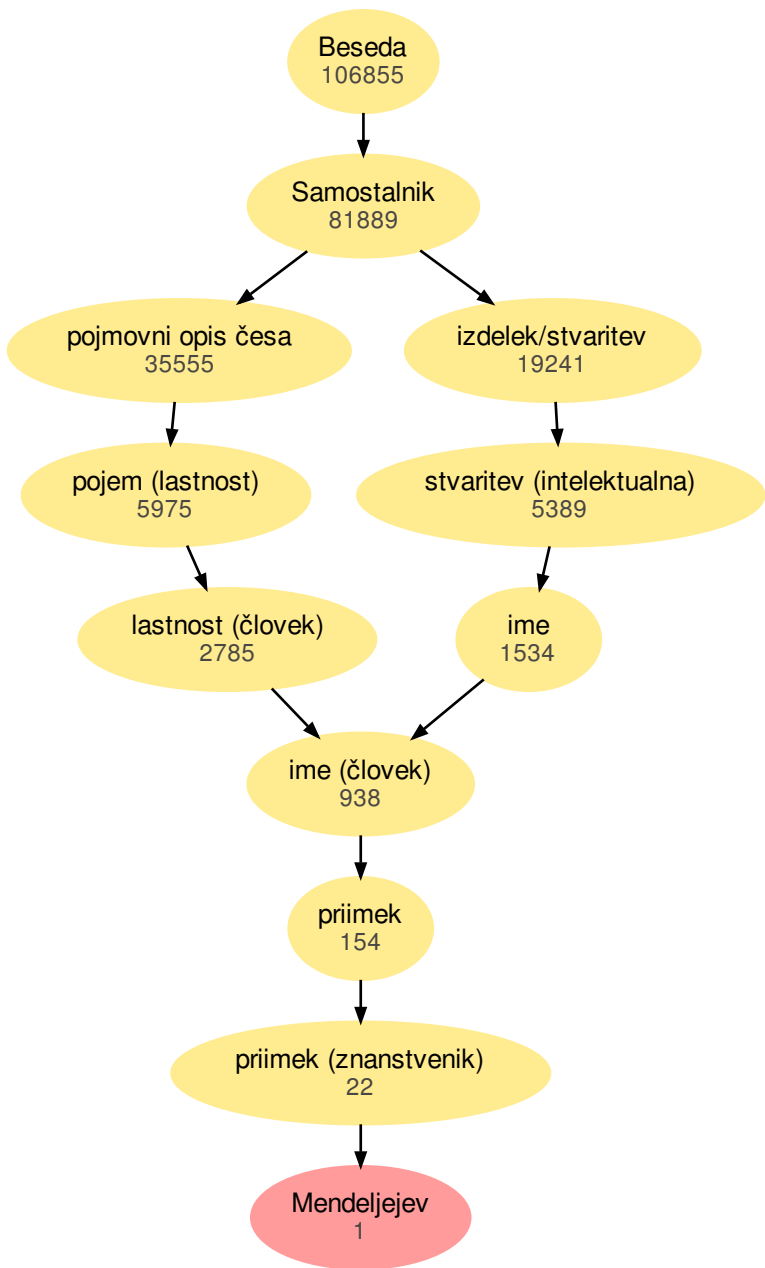 Beseda
106855
Samostalnik
81889
pojmovni opis česa
35555
izdelek/stvaritev
19241
pojem (lastnost)
5975
stvaritev (intelektualna)
5389
lastnost (človek)
2785
ime
1534
ime (človek)
938
priimek
154
priimek (znanstvenik)
22
Mendeljejev
1